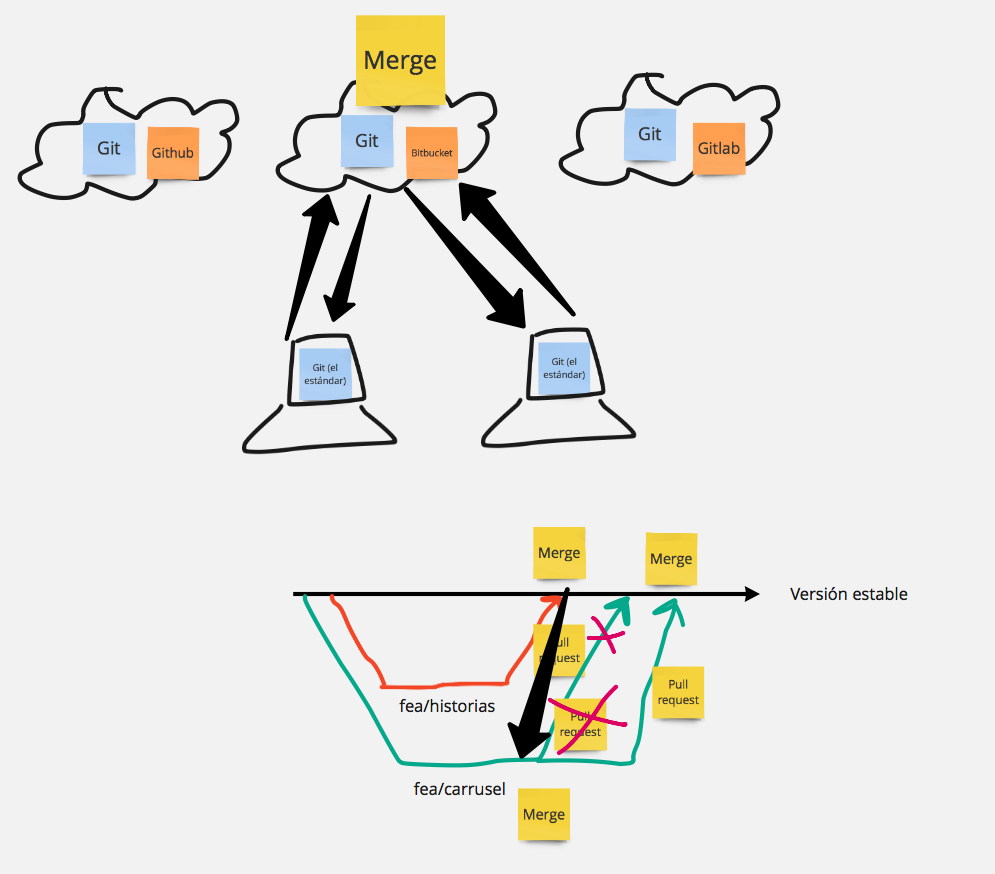 Merge
Git
Github
Git
Bitbucket
Git
Gitlab
Git (el
estándar)
Git (el
estándar)
Merge
Merge
Versión estable
Pull
request
Pull
request
Pull
request
fea/historias
fea/carrusel
Merge